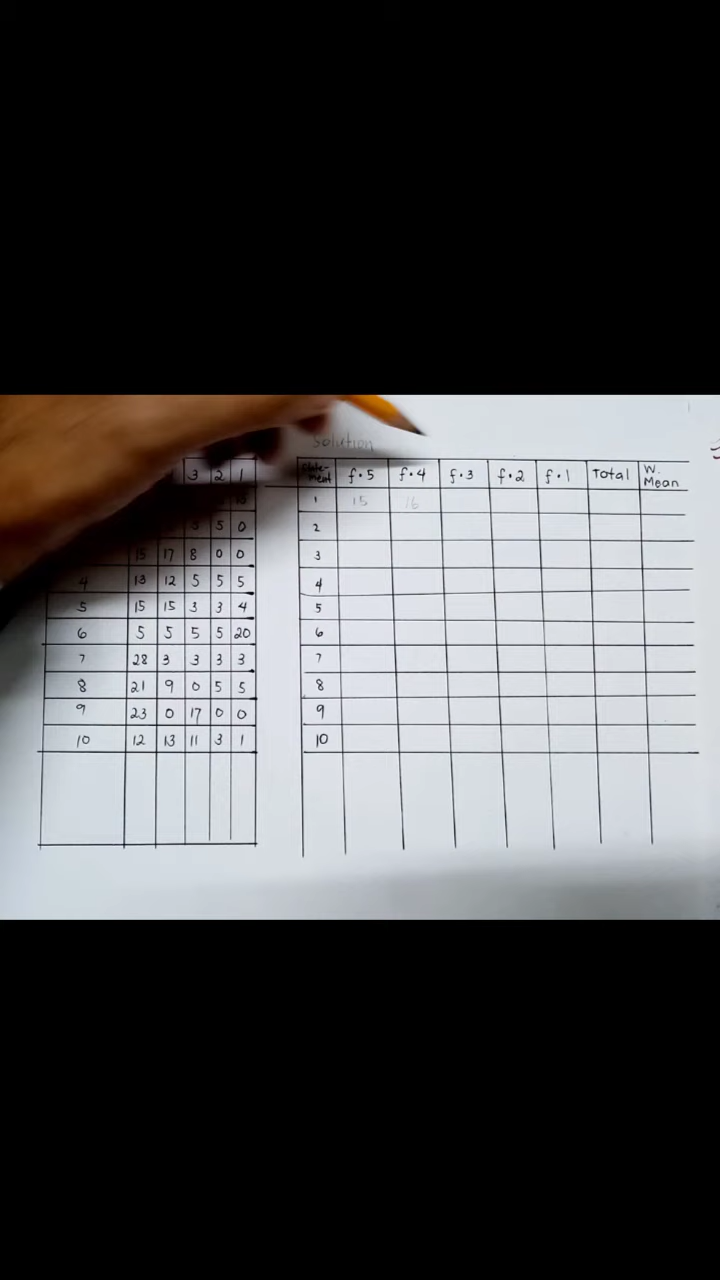 Solution
3 2 1
5 0
15 17 8 0 0
4 13 12 5 5 5
5 15 15 3 3 4
6 5 5 5 5 20
7 28 3 3 3 3
8 21 9 0 5 5
9 23 0 17 0 0
10 12 13 11 3 1
State-ment f·5 f·4 f·3 f·2 f·1 Total W. Mean
1 15 16
2
3
4
5
6
7
8
9
10